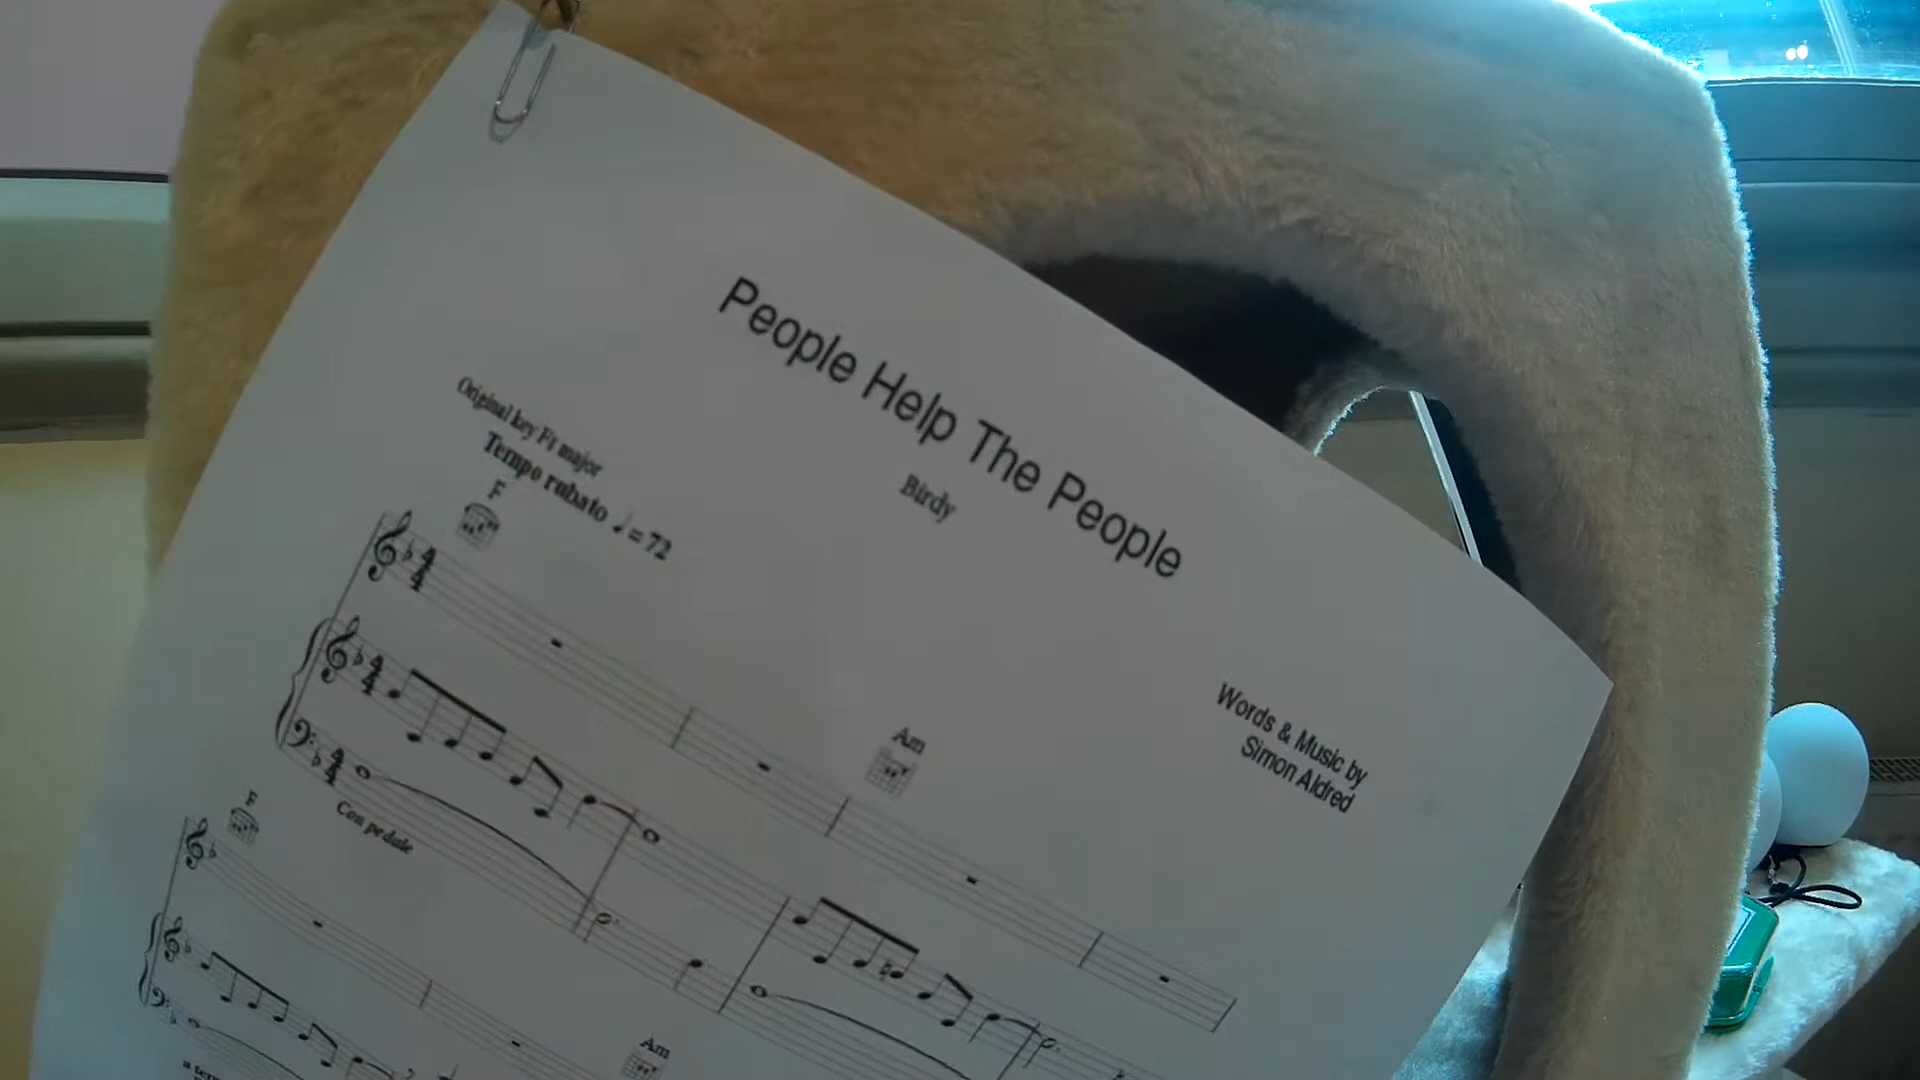 People Help The People
Birdy
Original key F♯ major
Tempo rubato ♩ = 72
Words & Music by
Simon Aldred
F
Am
Con pedale
F
Am